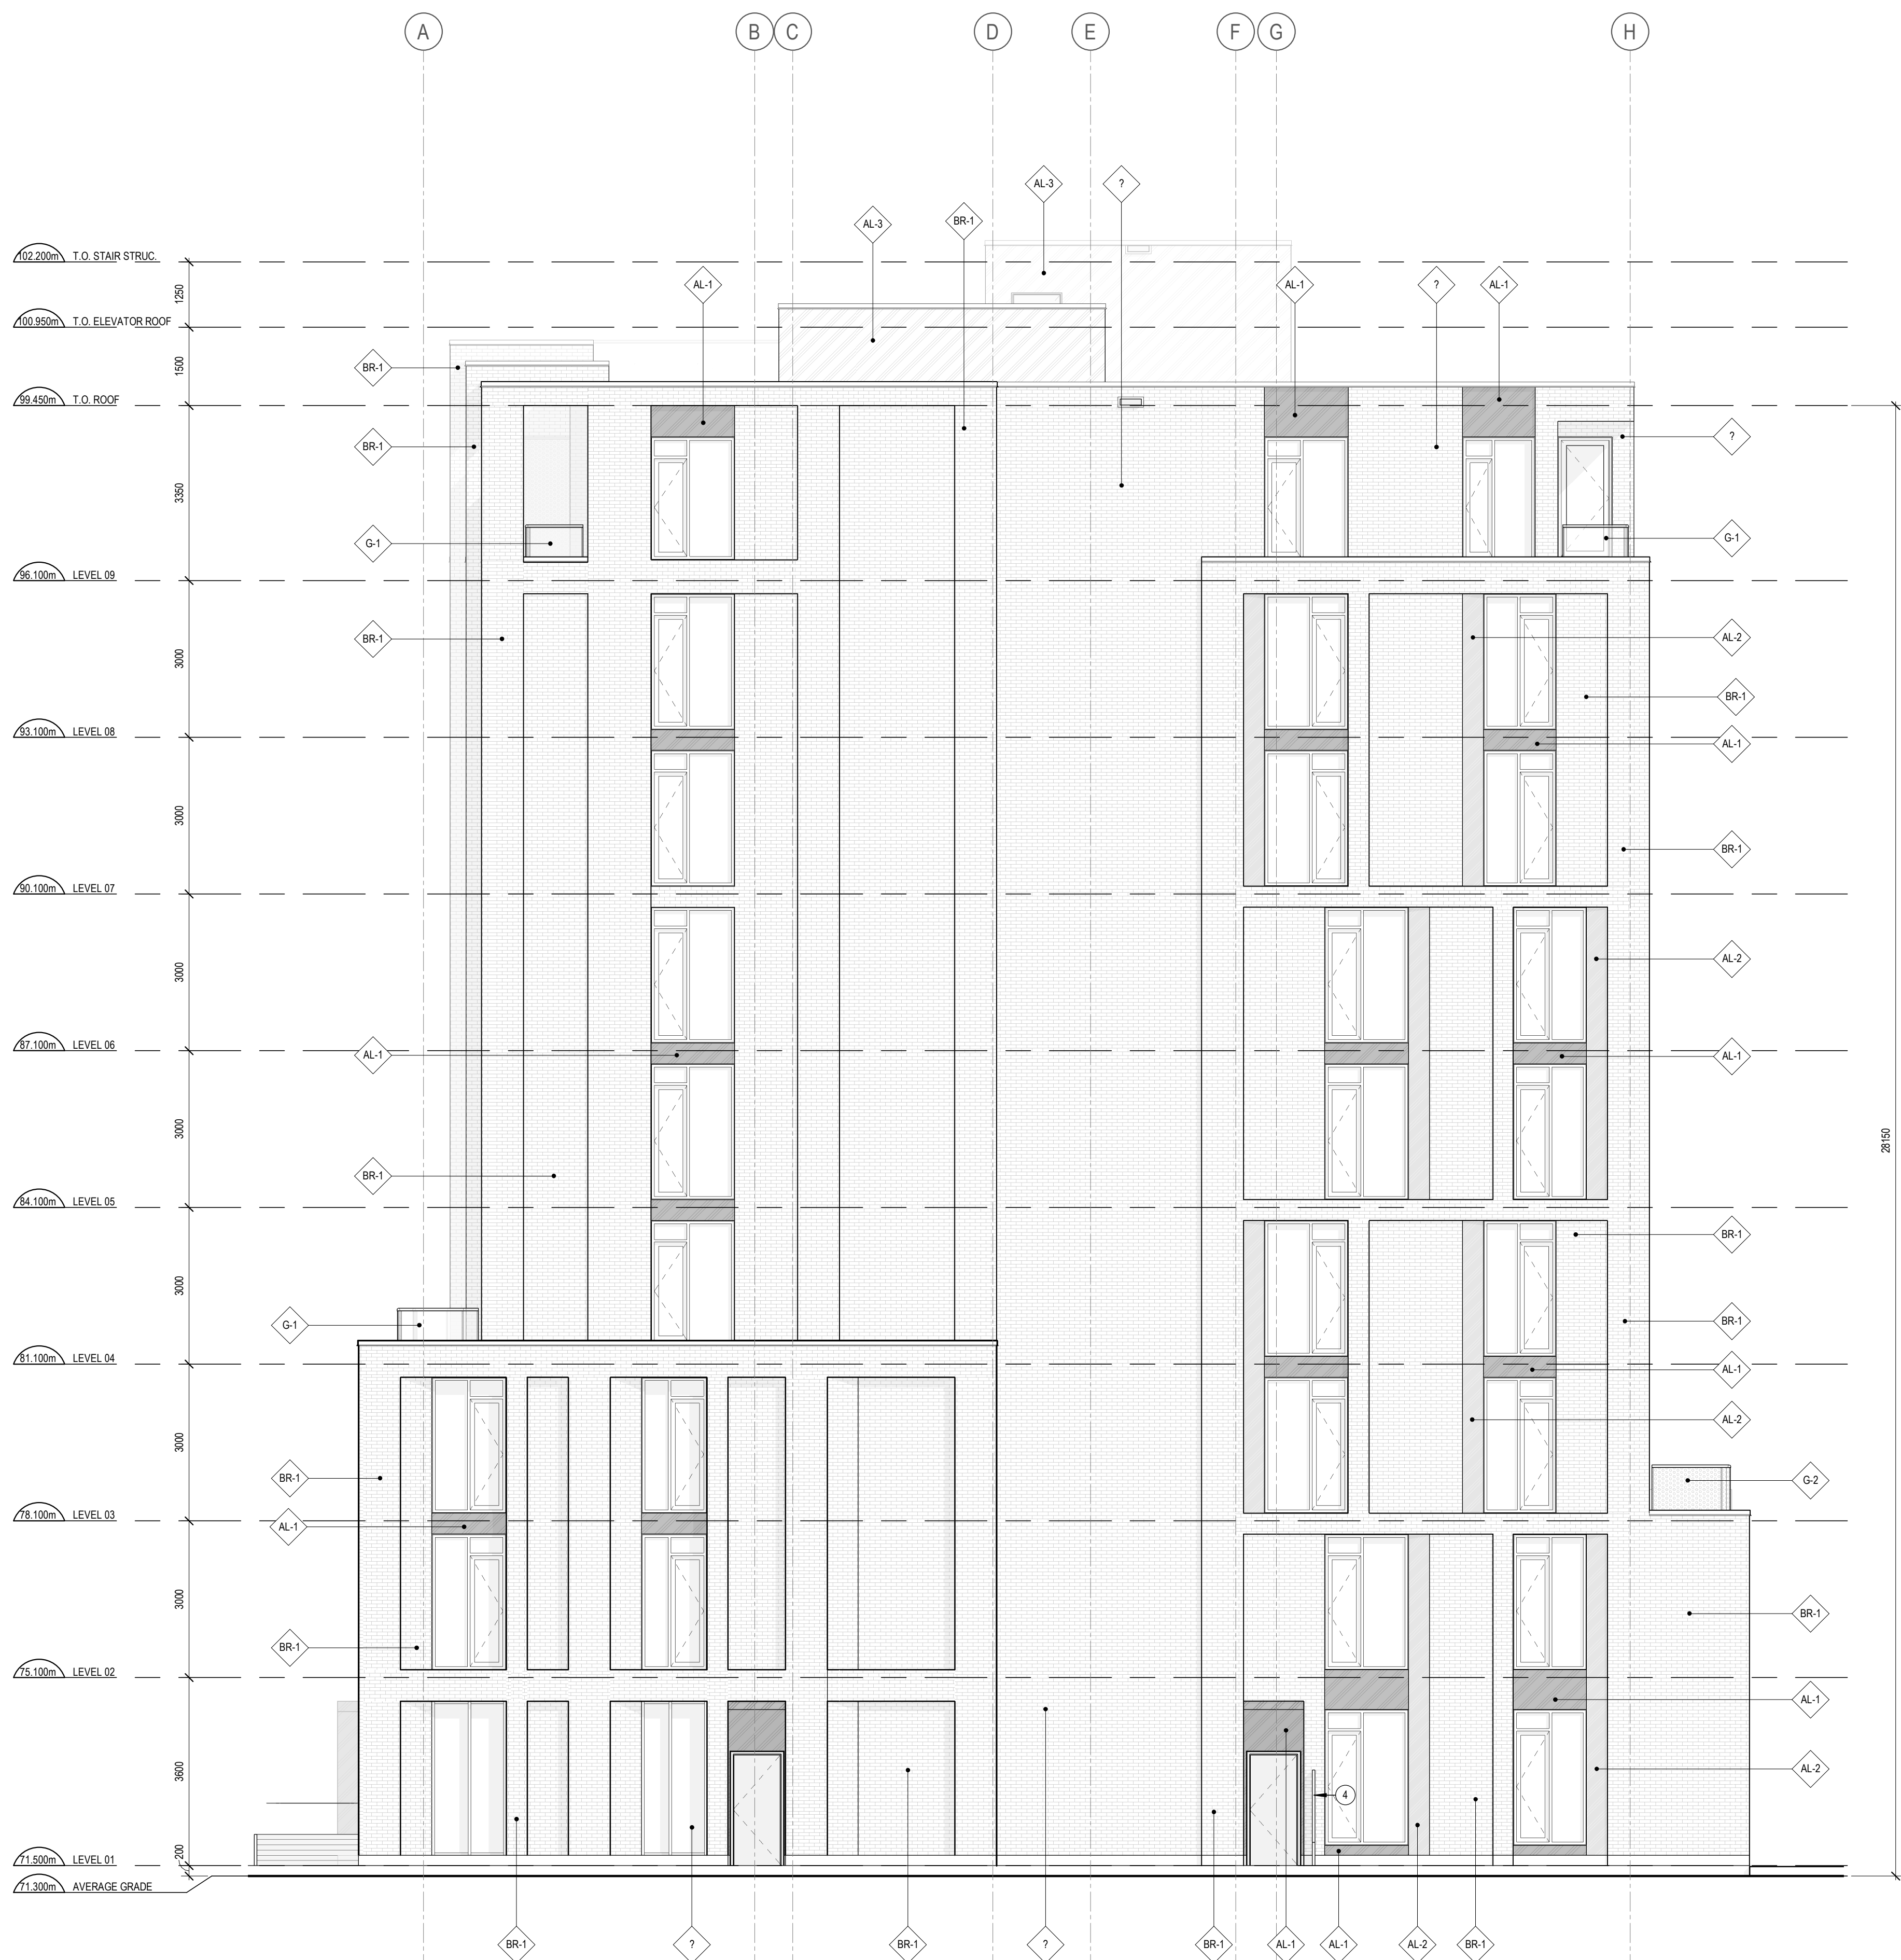 A
B
C
D
E
F
G
H
AL-3
?
AL-3
BR-1
102.200m T.O. STAIR STRUC.
1250
AL-1
AL-1
?
AL-1
100.950m T.O. ELEVATOR ROOF
1500
BR-1
99.450m T.O. ROOF
BR-1
?
3350
G-1
G-1
96.100m LEVEL 09
BR-1
AL-2
3000
BR-1
93.100m LEVEL 08
AL-1
3000
BR-1
90.100m LEVEL 07
3000
AL-2
87.100m LEVEL 06
AL-1
AL-1
3000
28150
BR-1
84.100m LEVEL 05
BR-1
3000
G-1
BR-1
81.100m LEVEL 04
AL-1
3000
AL-2
BR-1
G-2
78.100m LEVEL 03
AL-1
3000
BR-1
BR-1
75.100m LEVEL 02
AL-1
3600
AL-2
4
200
71.500m LEVEL 01
71.300m AVERAGE GRADE
BR-1
?
BR-1
?
BR-1
AL-1
AL-1
AL-2
BR-1